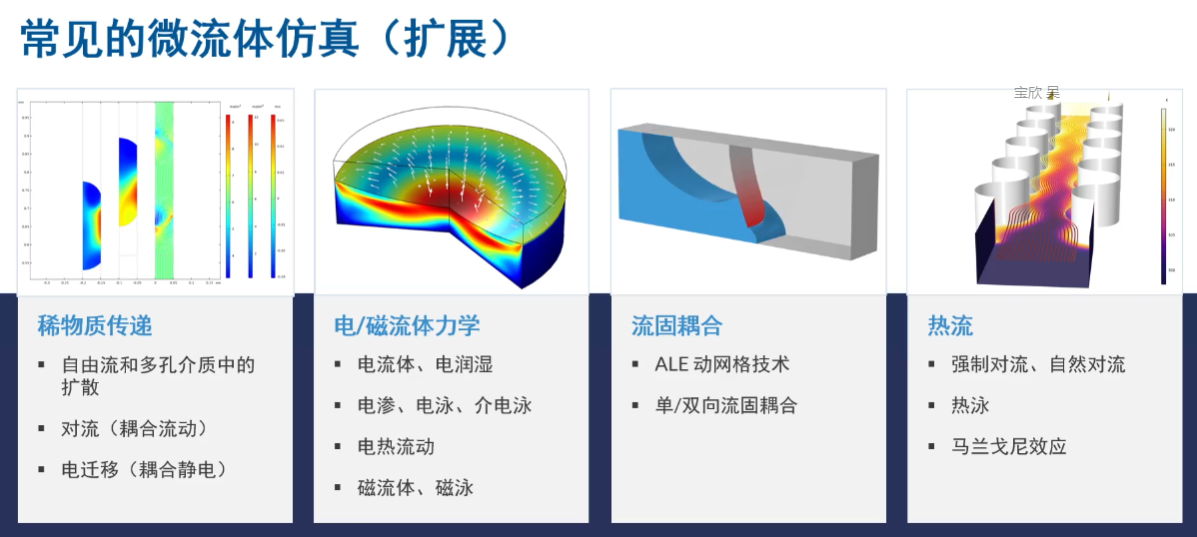 常见的微流体仿真（扩展）
宝欣 吴
稀物质传递
▪ 自由流和多孔介质中的
扩散
▪ 对流（耦合流动）
▪ 电迁移（耦合静电）
电/磁流体力学
▪ 电流体、电润湿
▪ 电渗、电泳、介电泳
▪ 电热流动
▪ 磁流体、磁泳
流固耦合
▪ ALE 动网格技术
▪ 单/双向流固耦合
热流
▪ 强制对流、自然对流
▪ 热泳
▪ 马兰戈尼效应